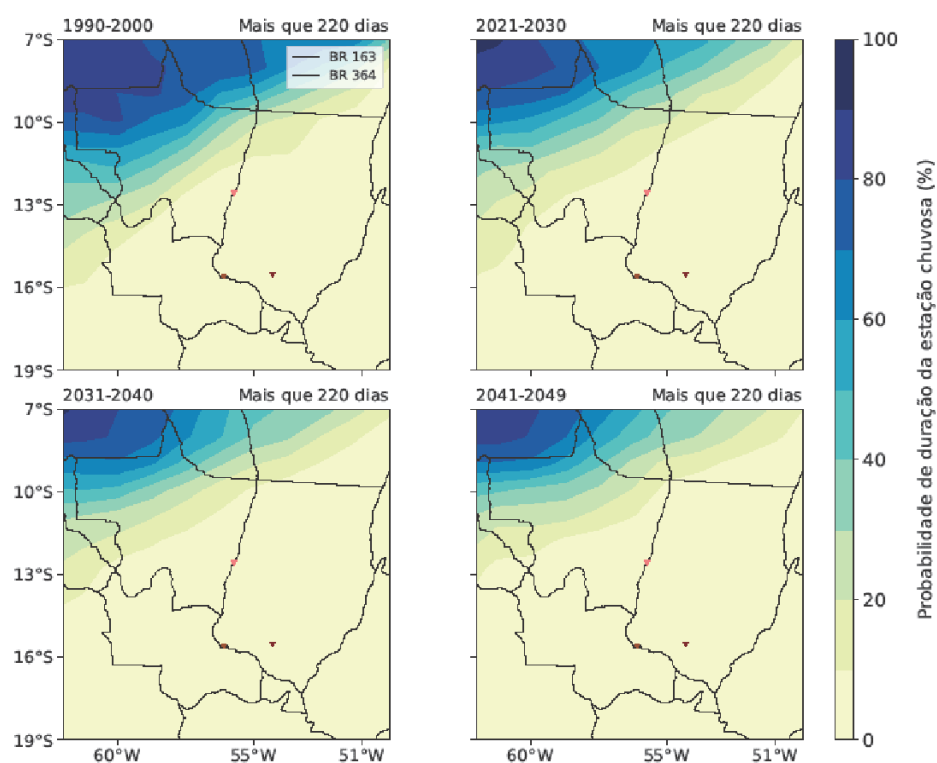 1990-2000 Mais que 220 dias
7°S
10°S
13°S
16°S
19°S
BR 163
BR 364
2021-2030 Mais que 220 dias
2031-2040 Mais que 220 dias
7°S
10°S
13°S
16°S
19°S
60°W 55°W 51°W
2041-2049 Mais que 220 dias
60°W 55°W 51°W
100
80
60
40
20
0
Probabilidade de duração da estação chuvosa (%)